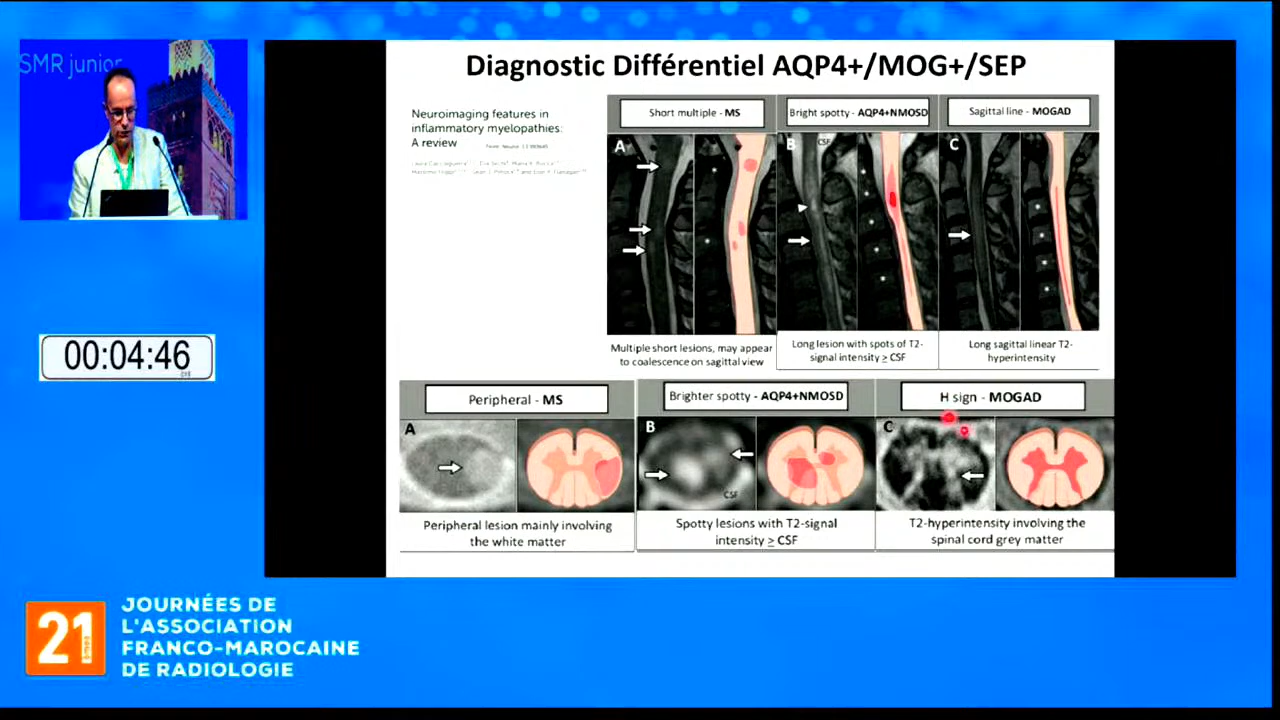 SMR junior
Diagnostic Différentiel AQP4+/MOG+/SEP
Neuroimaging features in
inflammatory myelopathies:
A review
Short multiple - MS
Bright spotty - AQP4+NMOSD
Sagittal line - MOGAD
A
B
CSF
C
Multiple short lesions, may appear
to coalescence on sagittal view
Long lesion with spots of T2-
signal intensity ≥ CSF
Long sagittal linear T2-
hyperintensity
00:04:46
Peripheral - MS
Brighter spotty - AQP4+NMOSD
H sign - MOGAD
A
B
CSF
C
Peripheral lesion mainly involving
the white matter
Spotty lesions with T2-signal
intensity ≥ CSF
T2-hyperintensity involving the
spinal cord grey matter
21
èmes
JOURNÉES DE
L'ASSOCIATION
FRANCO-MAROCAINE
DE RADIOLOGIE